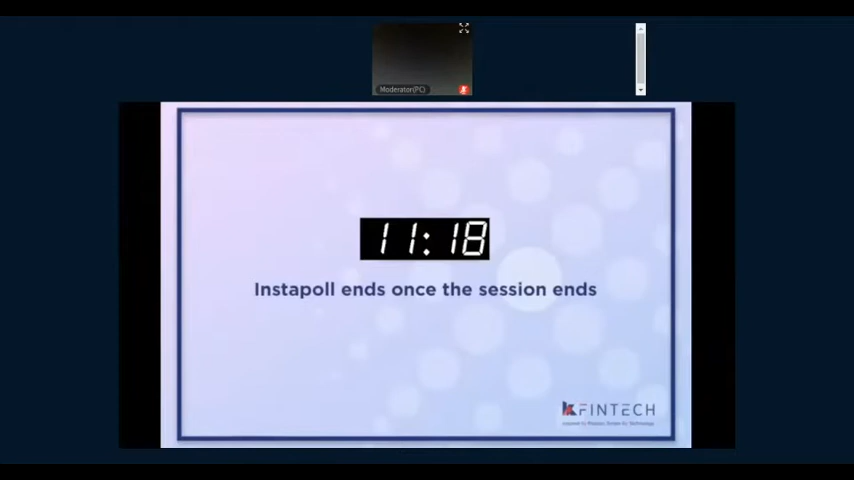 Moderator(PC)
11:18
Instapoll ends once the session ends
KFINTECH